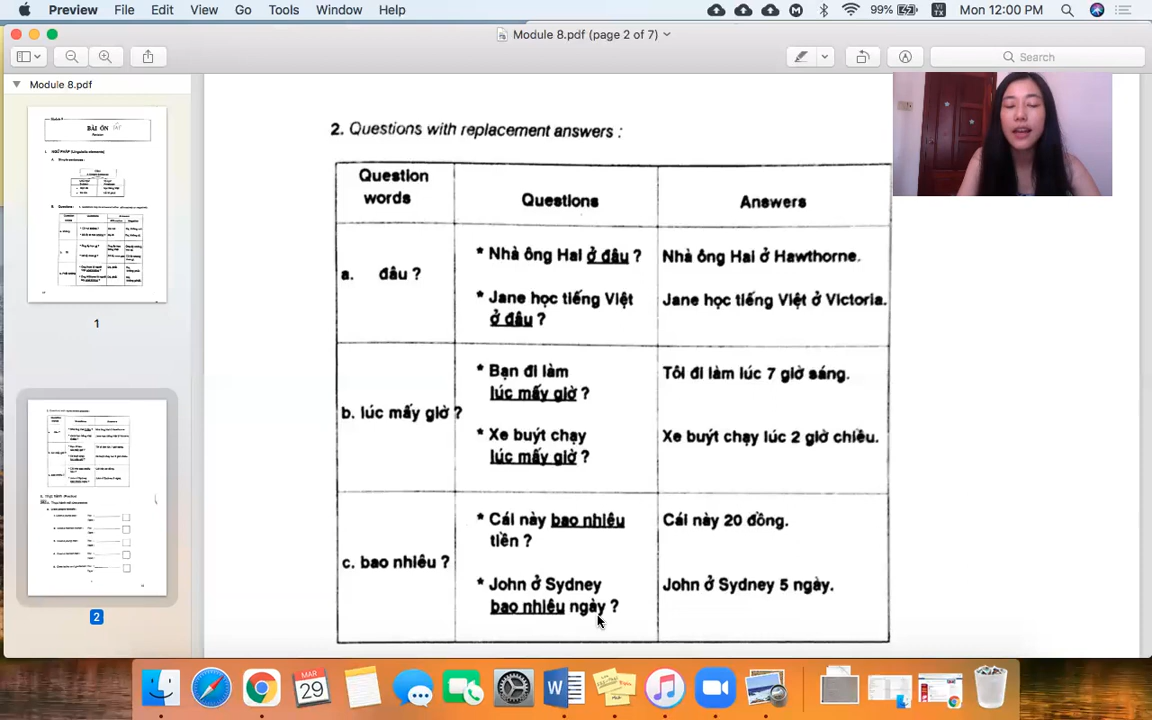 Preview File Edit View Go Tools Window Help 99% VI TX Mon 12:00 PM
Module 8.pdf (page 2 of 7)
Search
Module 8.pdf
BÀI ÔN
1
2
2. Questions with replacement answers :
Question words
Questions
Answers
a. đâu ?
* Nhà ông Hai ở đâu ?
Nhà ông Hai ở Hawthorne.
* Jane học tiếng Việt
ở đâu ?
Jane học tiếng Việt ở Victoria.
b. lúc mấy giờ ?
* Bạn đi làm
lúc mấy giờ ?
Tôi đi làm lúc 7 giờ sáng.
* Xe buýt chạy
lúc mấy giờ ?
Xe buýt chạy lúc 2 giờ chiều.
c. bao nhiêu ?
* Cái này bao nhiêu
tiền ?
Cái này 20 đồng.
* John ở Sydney
bao nhiêu ngày ?
John ở Sydney 5 ngày.
MAR
29